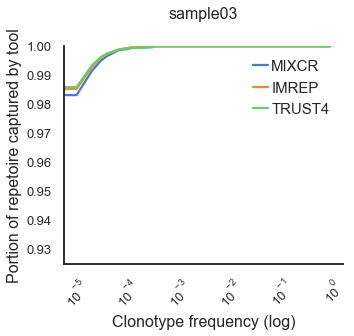 sample03
Portion of repetoire captured by tool
1.00
0.99
0.98
0.97
0.96
0.95
0.94
0.93
MIXCR
IMREP
TRUST4
10⁻⁵
10⁻⁴
10⁻³
10⁻²
10⁻¹
10⁰
Clonotype frequency (log)